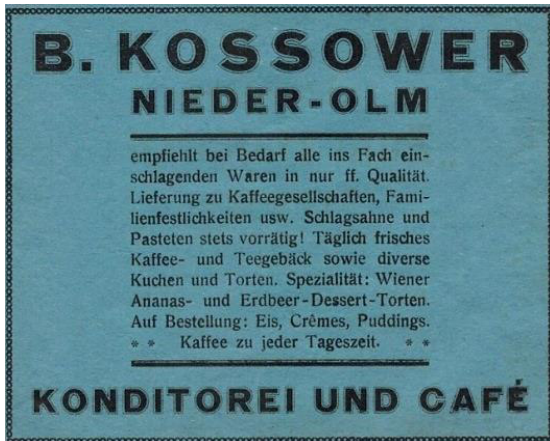 B. KOSSOWER
NIEDER-OLM
empfiehlt bei Bedarf alle ins Fach ein-
schlagenden Waren in nur ff. Qualität.
Lieferung zu Kaffeegesellschaften, Fami-
lienfestlichkeiten usw. Schlagsahne und
Pasteten stets vorrätig! Täglich frisches
Kaffee- und Teegebäck sowie diverse
Kuchen und Torten. Spezialität: Wiener
Ananas- und Erdbeer-Dessert-Torten.
Auf Bestellung: Eis, Crêmes, Puddings.
* * Kaffee zu jeder Tageszeit. * *
KONDITOREI UND CAFÉ